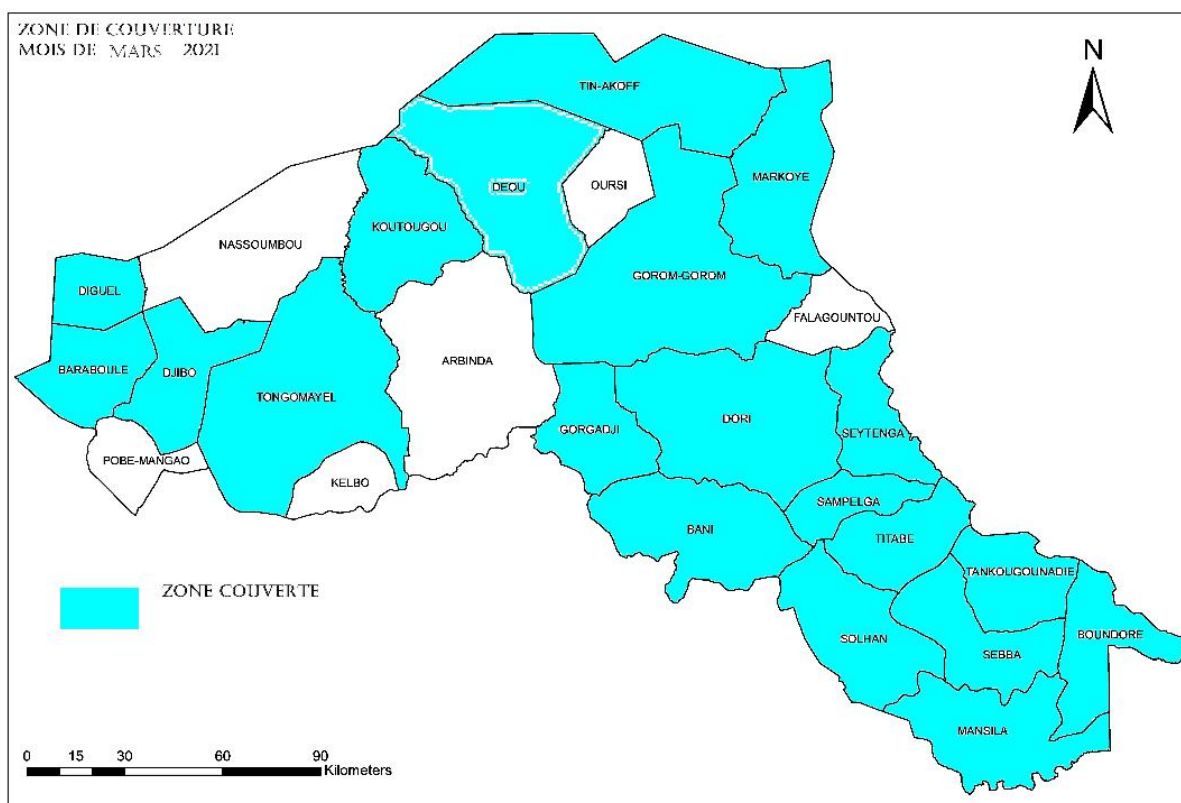 ZONE DE COUVERTURE
MOIS DE MARS 2021
N
TIN-AKOFF
MARKOYE
DEOU
OURSI
KOUTOUGOU
NASSOUMBOU
GOROM-GOROM
DIGUEL
FALAGOUNTOU
ARBINDA
BARABOULE
DJIBO
TONGOMAYEL
DORI
GORGADJI
SEYTENGA
POBE-MANGAO
KELBO
SAMPELGA
BANI
TITABE
TANKOUGOUNADIE
ZONE COUVERTE
SOLHAN
BOUNDORE
SEBBA
MANSILA
0 15 30 60 90
Kilometers